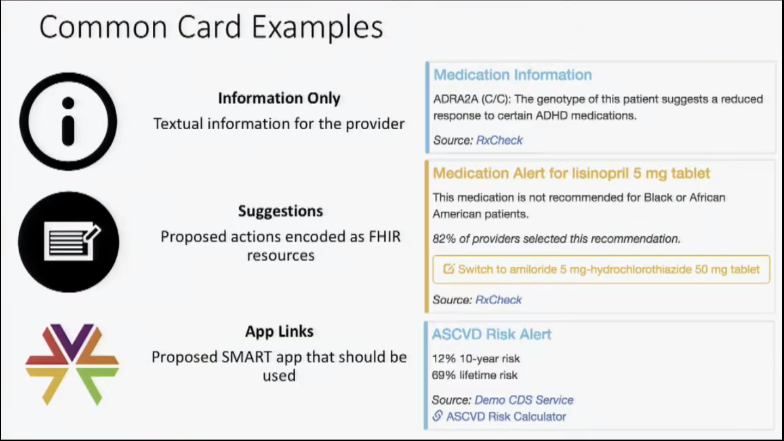 Common Card Examples
Information Only
Textual information for the provider
Suggestions
Proposed actions encoded as FHIR
resources
App Links
Proposed SMART app that should be
used
Medication Information
ADRA2A (C/C): The genotype of this patient suggests a reduced
response to certain ADHD medications.
Source: RxCheck
Medication Alert for lisinopril 5 mg tablet
This medication is not recommended for Black or African
American patients.
82% of providers selected this recommendation.
Switch to amiloride 5 mg-hydrochlorothiazide 50 mg tablet
Source: RxCheck
ASCVD Risk Alert
12% 10-year risk
69% lifetime risk
Source: Demo CDS Service
ASCVD Risk Calculator